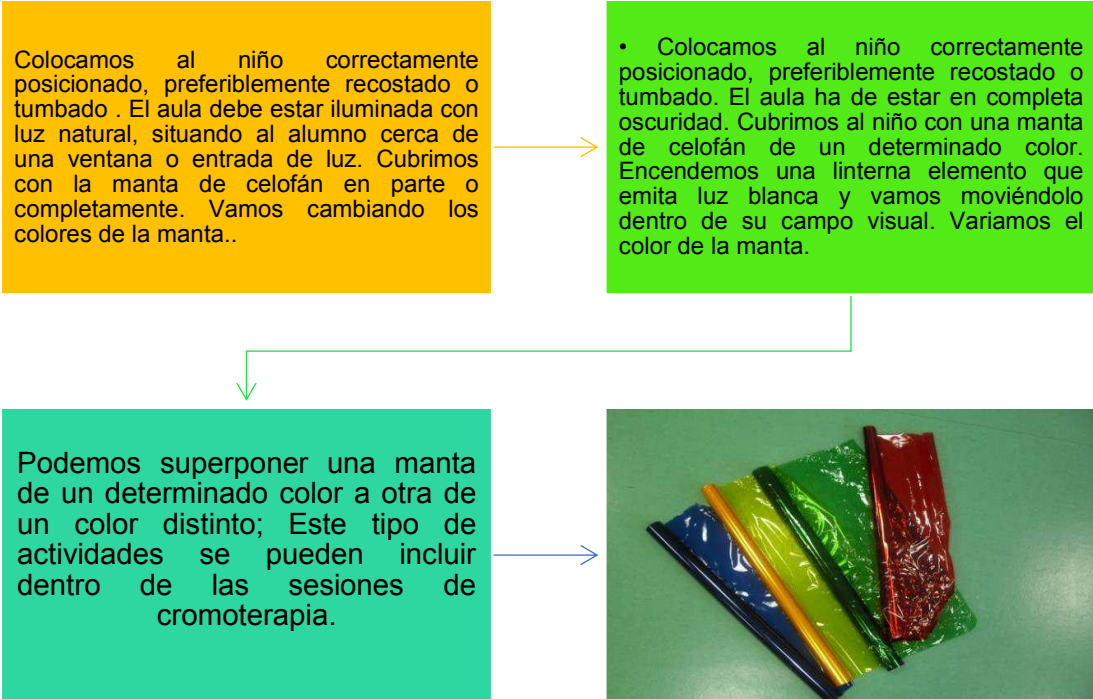 Colocamos al niño correctamente
posicionado, preferiblemente recostado o
tumbado . El aula debe estar iluminada con
luz natural, situando al alumno cerca de
una ventana o entrada de luz. Cubrimos
con la manta de celofán en parte o
completamente. Vamos cambiando los
colores de la manta..
• Colocamos al niño correctamente
posicionado, preferiblemente recostado o
tumbado. El aula ha de estar en completa
oscuridad. Cubrimos al niño con una manta
de celofán de un determinado color.
Encendemos una linterna elemento que
emita luz blanca y vamos moviéndolo
dentro de su campo visual. Variamos el
color de la manta.
Podemos superponer una manta
de un determinado color a otra de
un color distinto; Este tipo de
actividades se pueden incluir
dentro de las sesiones de
cromoterapia.